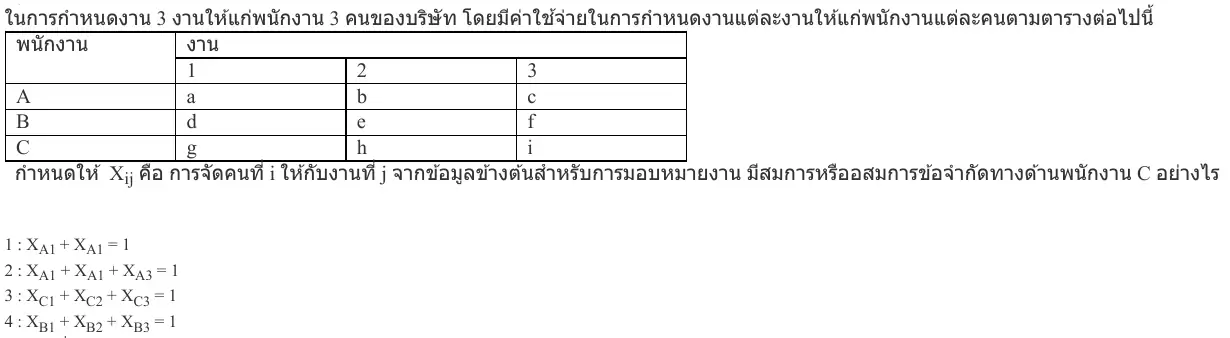 ในการกำหนดงาน 3 งานให้แก่พนักงาน 3 คนของบริษัท โดยมีค่าใช้จ่ายในการกำหนดงานแต่ละงานให้แก่พนักงานแต่ละคนตามตารางต่อไปนี้
พนักงาน งาน
1 2 3
A a b c
B d e f
C g h i
กำหนดให้ Xij คือ การจัดคนที่ i ให้กับงานที่ j จากข้อมูลข้างต้นสำหรับการมอบหมายงาน มีสมการหรืออสมการข้อจำกัดทางด้านพนักงาน C อย่างไร
1 : XA1 + XA1 = 1
2 : XA1 + XA1 + XA3 = 1
3 : XC1 + XC2 + XC3 = 1
4 : XB1 + XB2 + XB3 = 1